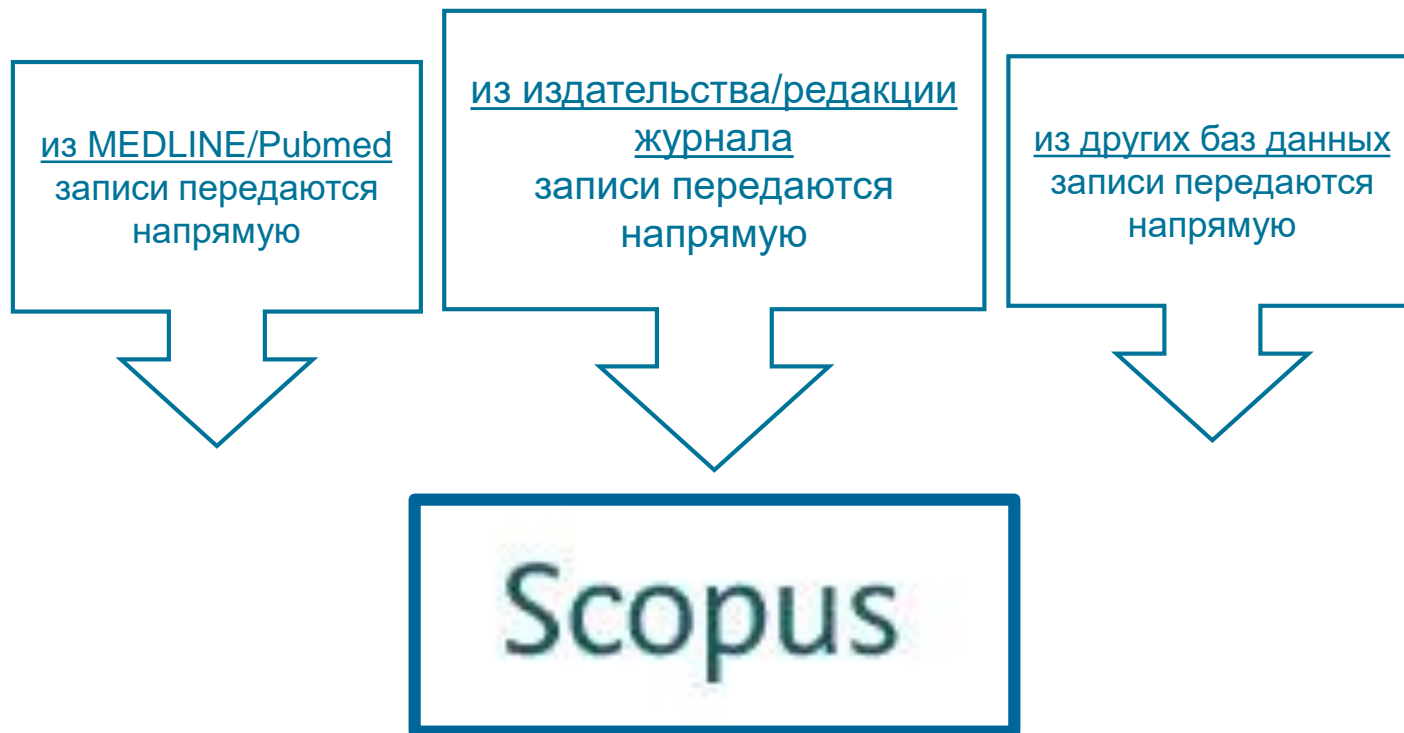 из MEDLINE/Pubmed
записи передаются
напрямую
из издательства/редакции
журнала
записи передаются
напрямую
из других баз данных
записи передаются
напрямую
Scopus